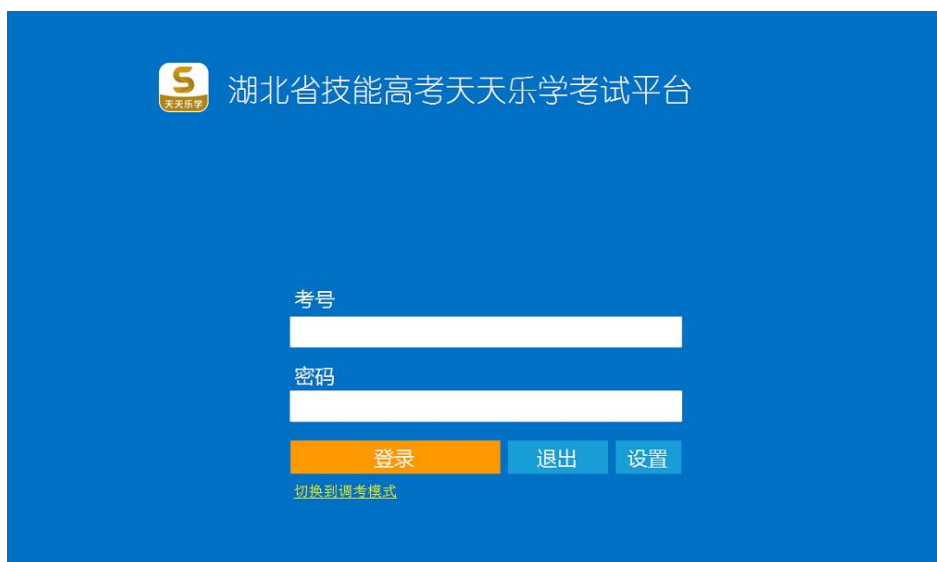 天天乐学
湖北省技能高考天天乐学考试平台
考号
密码
登录 退出 设置
切换到调考模式